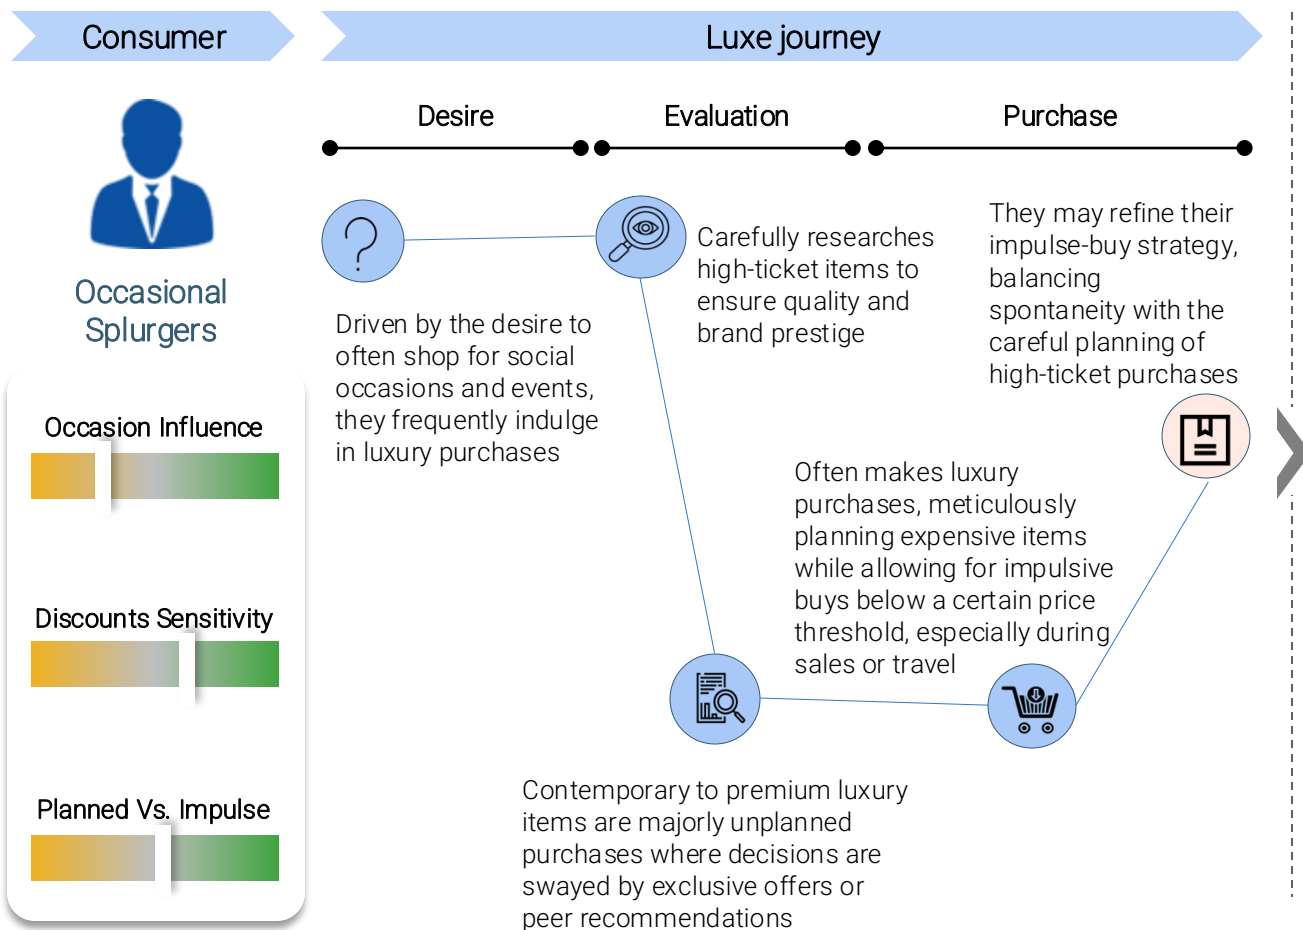 Consumer
Luxe journey
Desire
Evaluation
Purchase
Occasional
Splurgers
Occasion Influence
Discounts Sensitivity
Planned Vs. Impulse
Driven by the desire to
often shop for social
occasions and events,
they frequently indulge
in luxury purchases
Carefully researches
high-ticket items to
ensure quality and
brand prestige
Contemporary to premium luxury
items are majorly unplanned
purchases where decisions are
swayed by exclusive offers or
peer recommendations
Often makes luxury
purchases, meticulously
planning expensive items
while allowing for impulsive
buys below a certain price
threshold, especially during
sales or travel
They may refine their
impulse-buy strategy,
balancing
spontaneity with the
careful planning of
high-ticket purchases